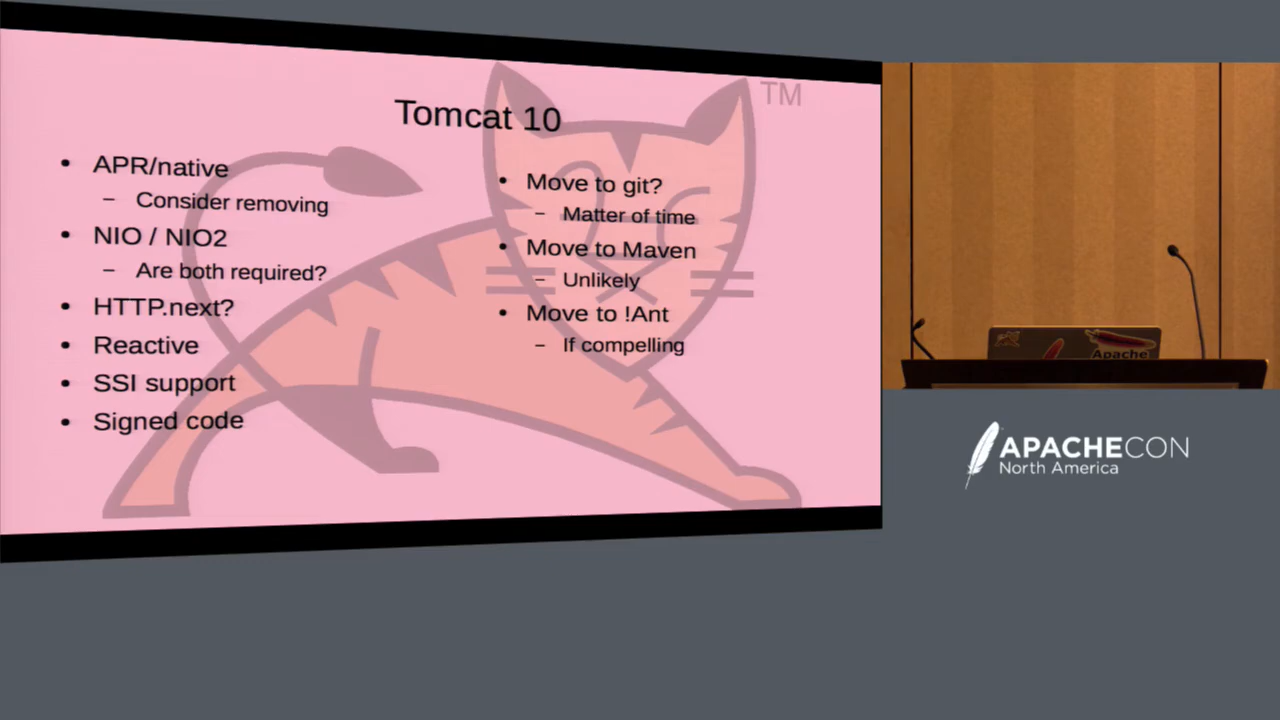 Tomcat 10
TM
• APR/native
– Consider removing
• NIO / NIO2
– Are both required?
• HTTP.next?
• Reactive
• SSI support
• Signed code
• Move to git?
– Matter of time
• Move to Maven
– Unlikely
• Move to !Ant
– If compelling
Apache
APACHECON
North America